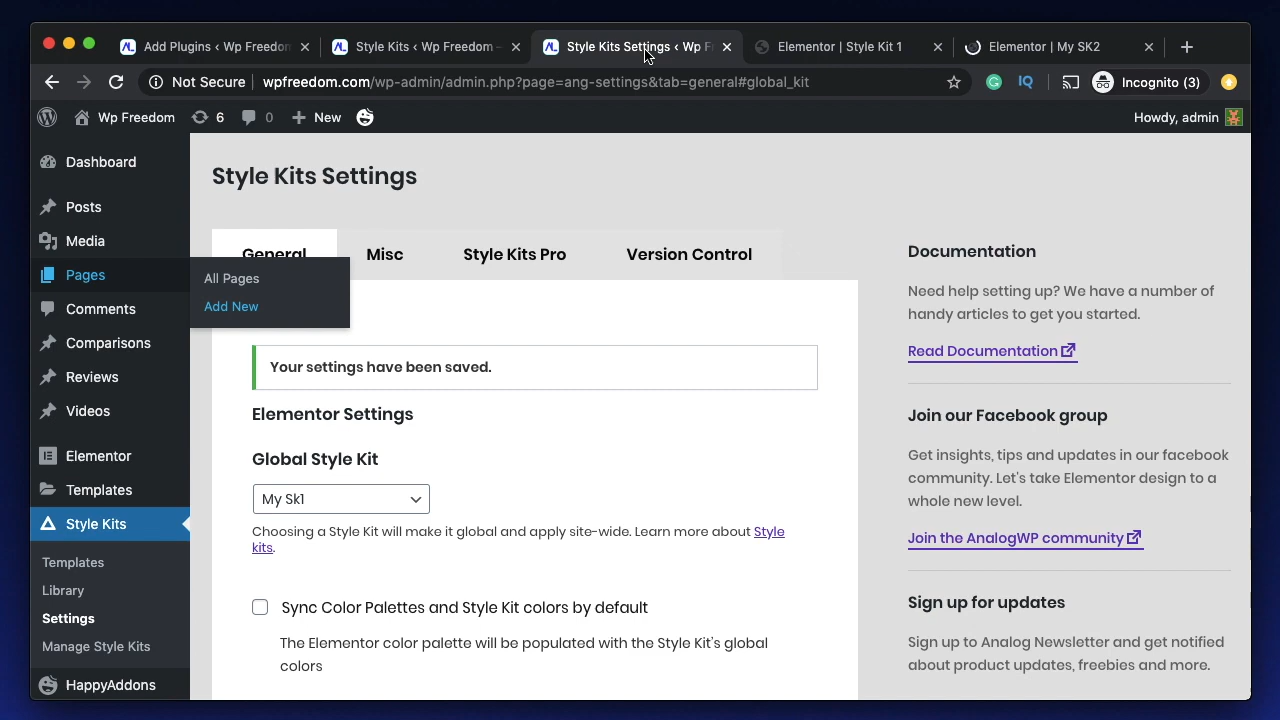 Add Plugins ‹ Wp Freedom
Style Kits ‹ Wp Freedom –
Style Kits Settings ‹ Wp F
Elementor | Style Kit 1
Elementor | My SK2
Not Secure
wpfreedom.com/wp-admin/admin.php?page=ang-settings&tab=general#global_kit
IQ
Incognito (3)
Wp Freedom
6
0
New
Howdy, admin
Dashboard
Posts
Media
Pages
All Pages
Add New
Comments
Comparisons
Reviews
Videos
Elementor
Templates
Style Kits
Templates
Library
Settings
Manage Style Kits
HappyAddons
Style Kits Settings
General
Misc
Style Kits Pro
Version Control
Your settings have been saved.
Elementor Settings
Global Style Kit
My Sk1
Choosing a Style Kit will make it global and apply site-wide. Learn more about Style
kits.
Sync Color Palettes and Style Kit colors by default
The Elementor color palette will be populated with the Style Kit's global
colors
Documentation
Need help setting up? We have a number of
handy articles to get you started.
Read Documentation
Join our Facebook group
Get insights, tips and updates in our facebook
community. Let's take Elementor design to a
whole new level.
Join the AnalogWP community
Sign up for updates
Sign up to Analog Newsletter and get notified
about product updates, freebies and more.